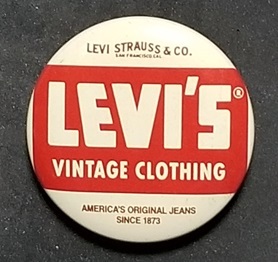 LEVI STRAUSS & CO.
SAN FRANCISCO, CAL.
LEVI'S®
VINTAGE CLOTHING
AMERICA'S ORIGINAL JEANS
SINCE 1873